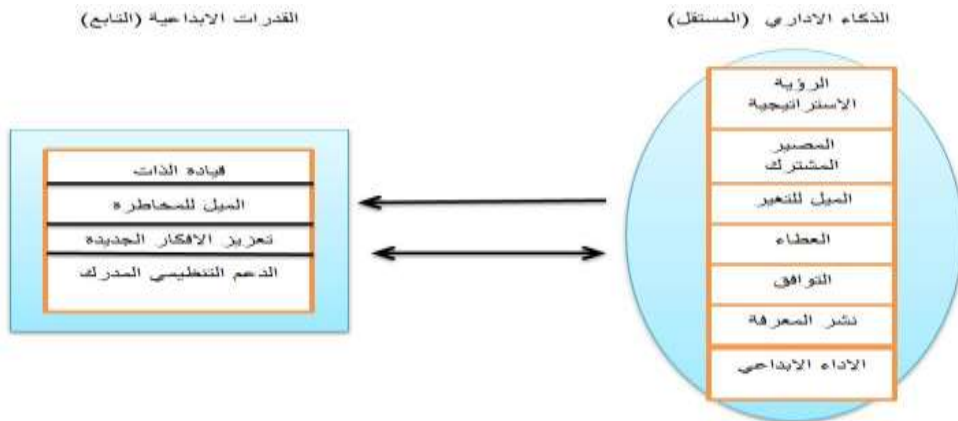 الذكاء الاداري (المستقل)
القدرات الابداعية (التابع)
الرؤية
الاستراتيجية
المصير
المشترك
الميل للتغير
العطاء
التوافق
نشر المعرفة
الاداء الابداعي
قيادة الذات
الميل للمخاطرة
تعزيز الافكار الجديدة
الدعم التنظيمي المدرك